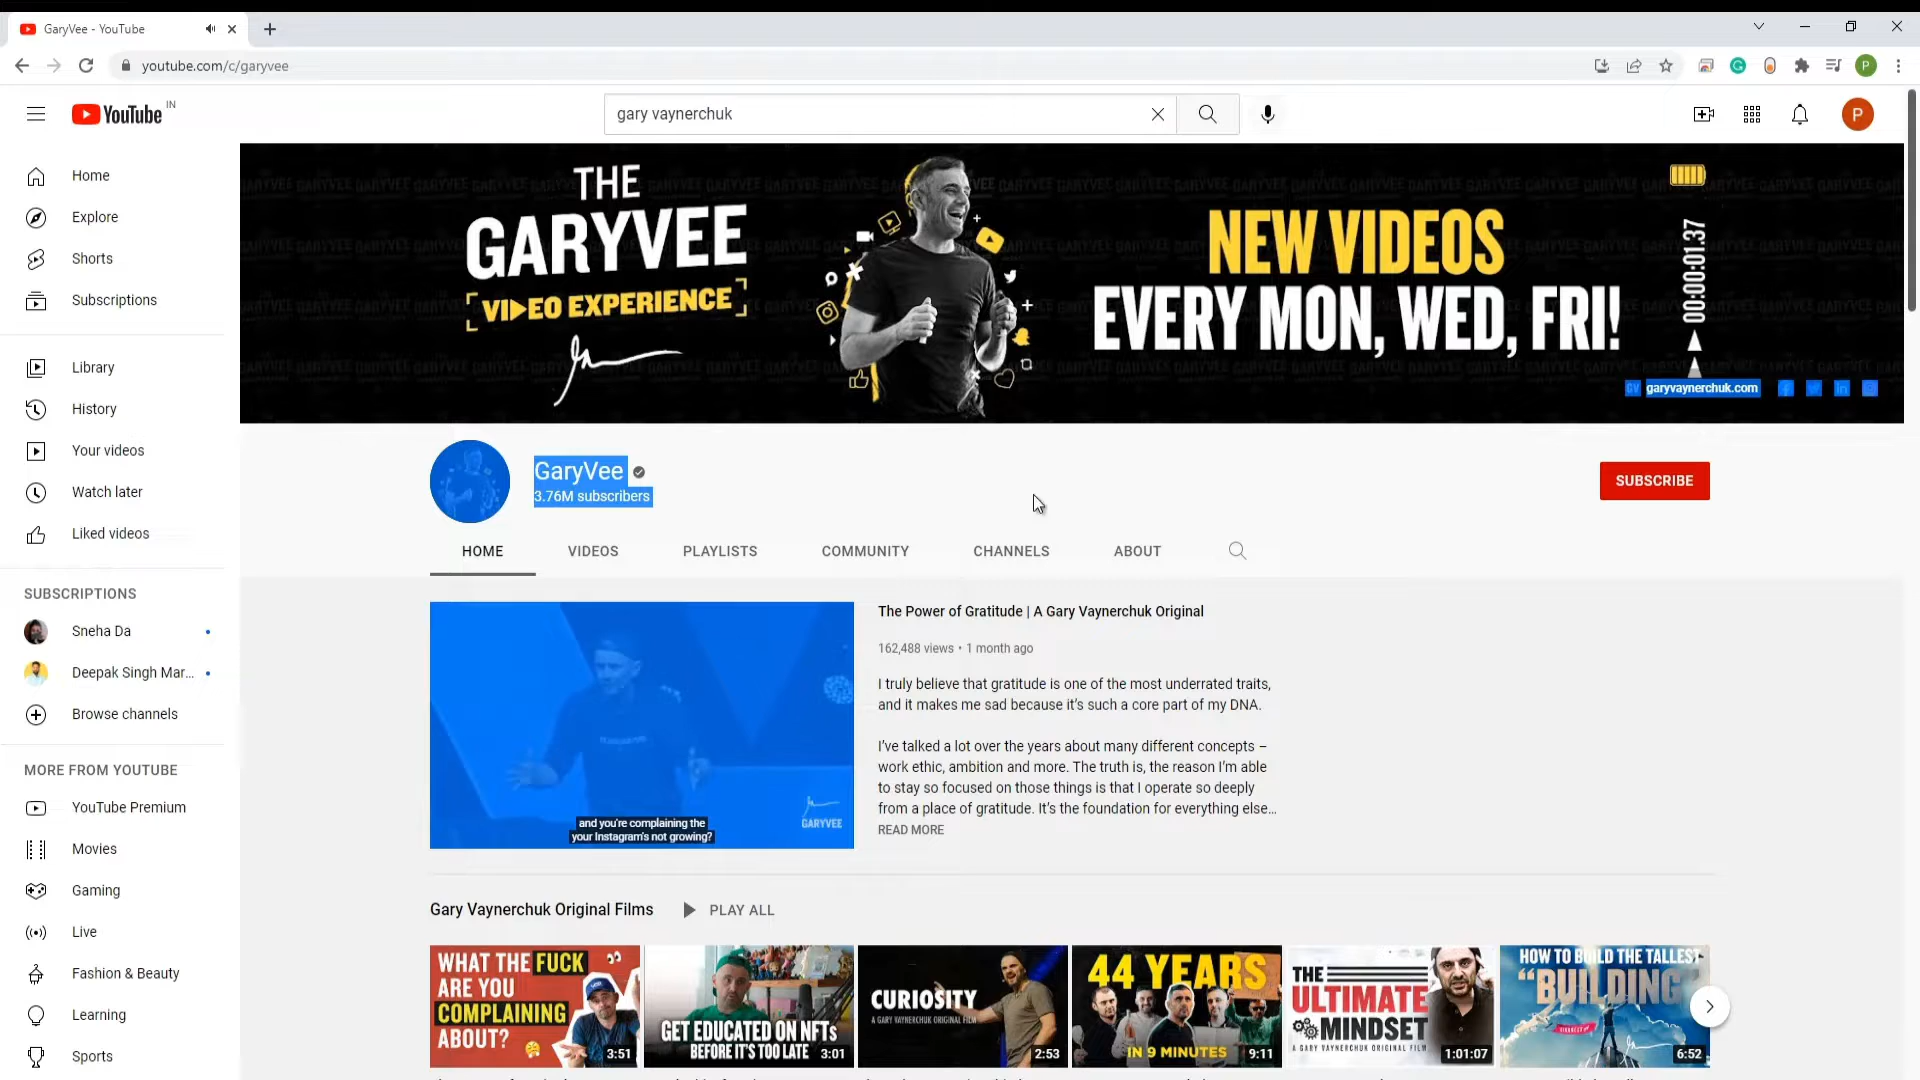 GaryVee - YouTube
youtube.com/c/garyvee
P
YouTube IN
gary vaynerchuk
P
Home
Explore
Shorts
Subscriptions
Library
History
Your videos
Watch later
Liked videos
SUBSCRIPTIONS
Sneha Da
Deepak Singh Mar...
Browse channels
MORE FROM YOUTUBE
YouTube Premium
Movies
Gaming
Live
Fashion & Beauty
Learning
Sports
THE
GARYVEE
VIDEO EXPERIENCE
NEW VIDEOS
EVERY MON, WED, FRI!
00:00:01.37
GV garyvaynerchuk.com
GaryVee
3.76M subscribers
SUBSCRIBE
HOME VIDEOS PLAYLISTS COMMUNITY CHANNELS ABOUT
and you're complaining the
your Instagram's not growing?
GARYVEE
The Power of Gratitude | A Gary Vaynerchuk Original
162,488 views • 1 month ago
I truly believe that gratitude is one of the most underrated traits,
and it makes me sad because it's such a core part of my DNA.
I've talked a lot over the years about many different concepts –
work ethic, ambition and more. The truth is, the reason I'm able
to stay so focused on those things is that I operate so deeply
from a place of gratitude. It's the foundation for everything else...
READ MORE
Gary Vaynerchuk Original Films PLAY ALL
WHAT THE FUCK
ARE YOU
COMPLAINING
ABOUT?
3:51
GET EDUCATED ON NFTs
BEFORE IT'S TOO LATE
3:01
CURIOSITY
A GARY VAYNERCHUK ORIGINAL FILM
2:53
44 YEARS
IN 9 MINUTES
9:11
THE
ULTIMATE
MINDSET
A GARY VAYNERCHUK ORIGINAL FILM
1:01:07
HOW TO BUILD THE TALLEST
"BUILDING
6:52